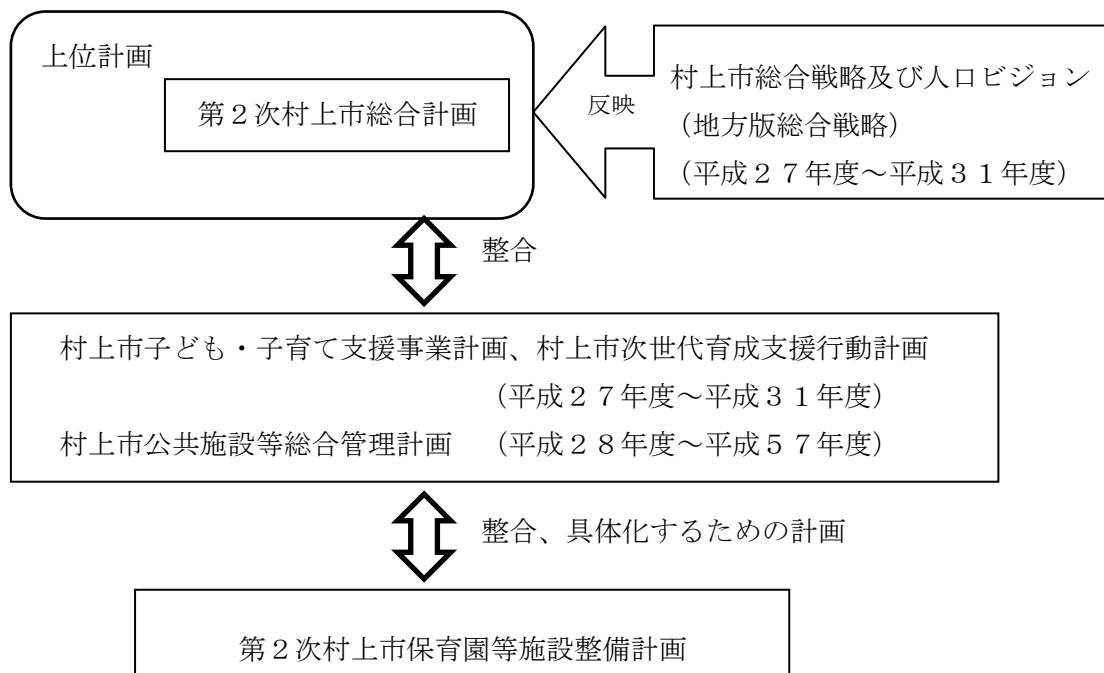 上位計画
第２次村上市総合計画
反映
村上市総合戦略及び人口ビジョン
（地方版総合戦略）
（平成２７年度～平成３１年度）
整合
村上市子ども・子育て支援事業計画、村上市次世代育成支援行動計画
（平成２７年度～平成３１年度）
村上市公共施設等総合管理計画　（平成２８年度～平成５７年度）
整合、具体化するための計画
第２次村上市保育園等施設整備計画